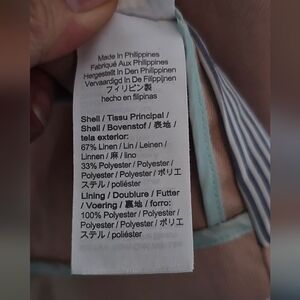 Made In Philippines
Fabriqué Aux Philippines
Hergestellt In Den Philippinen
Vervaardigd In De Filippijnen
フィリピン製
hecho en filipinas
Shell / Tissu Principal /
Shell / Bovenstof / 表地 /
tela exterior:
67% Linen / Lin / Leinen /
Linnen / 麻 / lino
33% Polyester / Polyester /
Polyester / Polyester / ポリエ
ステル / poliéster
Lining / Doublure / Futter
/ Voering / 裏地 / forro:
100% Polyester / Polyester
/ Polyester / Polyester / ポリエ
ステル / poliéster